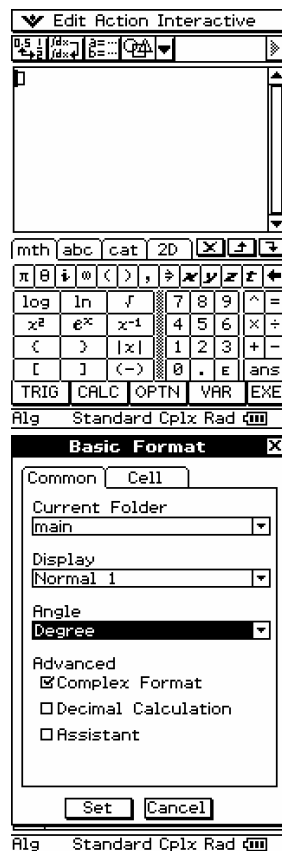 Edit Action Interactive
mth abc cat 2D
π θ i ∞ ( ) , ⇒ x y z t ←
log ln √ 7 8 9 ^ =
x² eˣ x⁻¹ 4 5 6 × ÷
( ) |x| 1 2 3 + −
[ ] (−) 0 . E ans
TRIG CALC OPTN VAR EXE
Alg Standard Cplx Rad
Basic Format X
Common Cell
Current Folder
main
Display
Normal 1
Angle
Degree
Advanced
Complex Format
Decimal Calculation
Assistant
Set Cancel
Alg Standard Cplx Rad